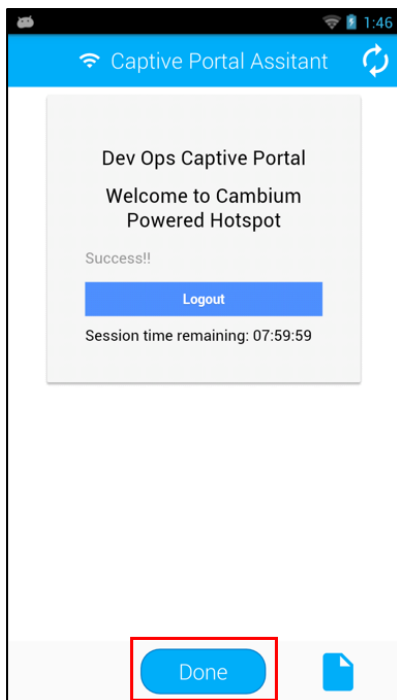 1:46
Captive Portal Assitant
Dev Ops Captive Portal
Welcome to Cambium
Powered Hotspot
Success!!
Logout
Session time remaining: 07:59:59
Done